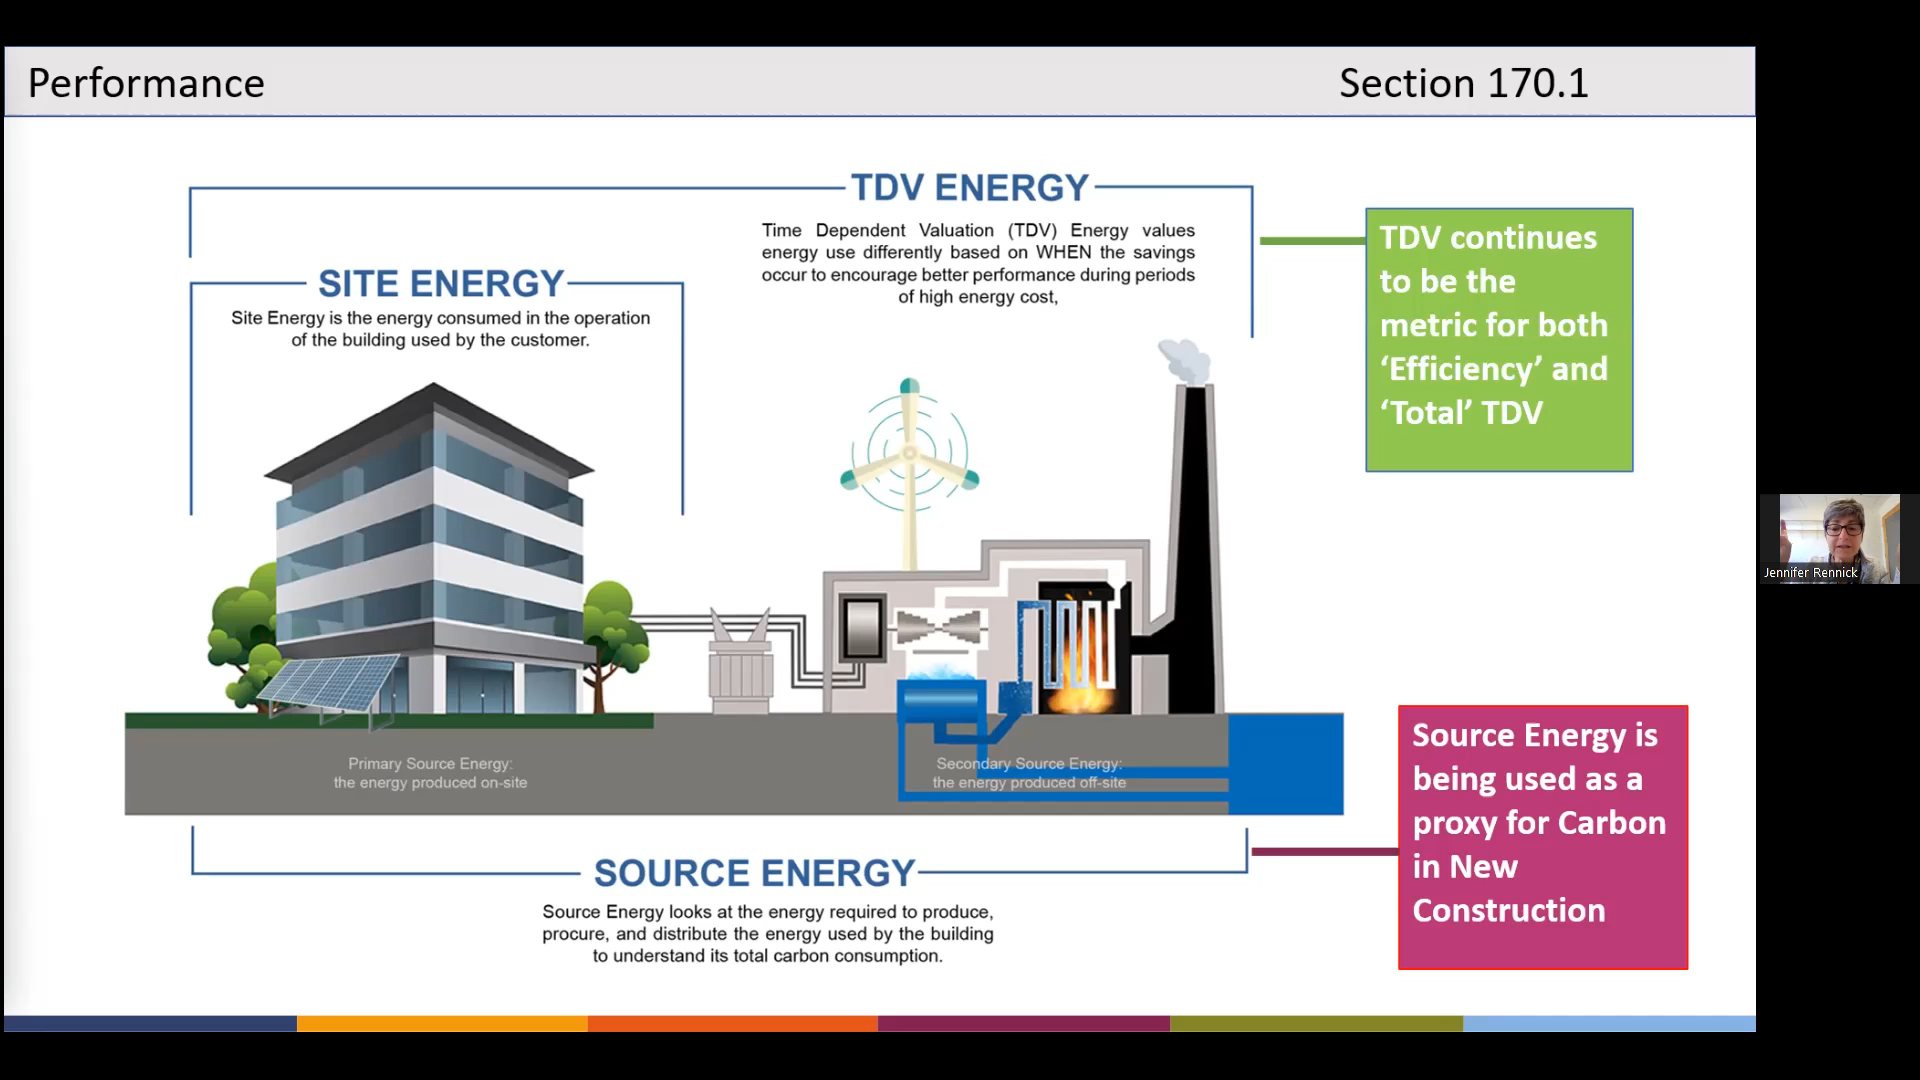 Performance
Section 170.1
TDV ENERGY
Time Dependent Valuation (TDV) Energy values
energy use differently based on WHEN the savings
occur to encourage better performance during periods
of high energy cost,
SITE ENERGY
Site Energy is the energy consumed in the operation
of the building used by the customer.
TDV continues
to be the
metric for both
‘Efficiency’ and
‘Total’ TDV
Jennifer Rennick
Primary Source Energy:
the energy produced on-site
Secondary Source Energy:
the energy produced off-site
Source Energy is
being used as a
proxy for Carbon
in New
Construction
SOURCE ENERGY
Source Energy looks at the energy required to produce,
procure, and distribute the energy used by the building
to understand its total carbon consumption.